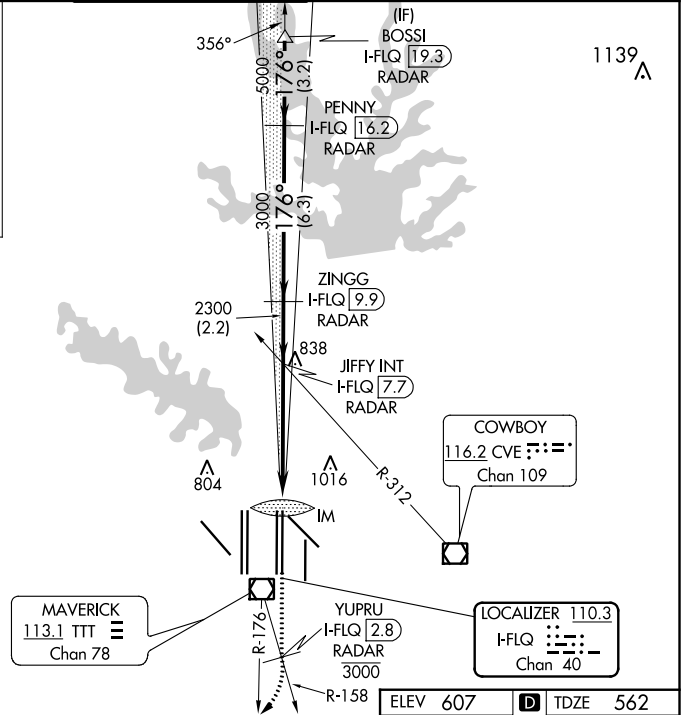 356°
(IF)
BOSSI
I-FLQ 19.3
RADAR
1139
5000
176°
(3.2)
PENNY
I-FLQ 16.2
RADAR
3000
176°
(6.3)
ZINGG
I-FLQ 9.9
RADAR
2300
(2.2)
838
JIFFY INT
I-FLQ 7.7
RADAR
COWBOY
116.2 CVE
Chan 109
R-312
804
1016
IM
MAVERICK
113.1 TTT
Chan 78
R-176
YUPRU
I-FLQ 2.8
RADAR
3000
R-158
LOCALIZER 110.3
I-FLQ
Chan 40
ELEV 607 D TDZE 562